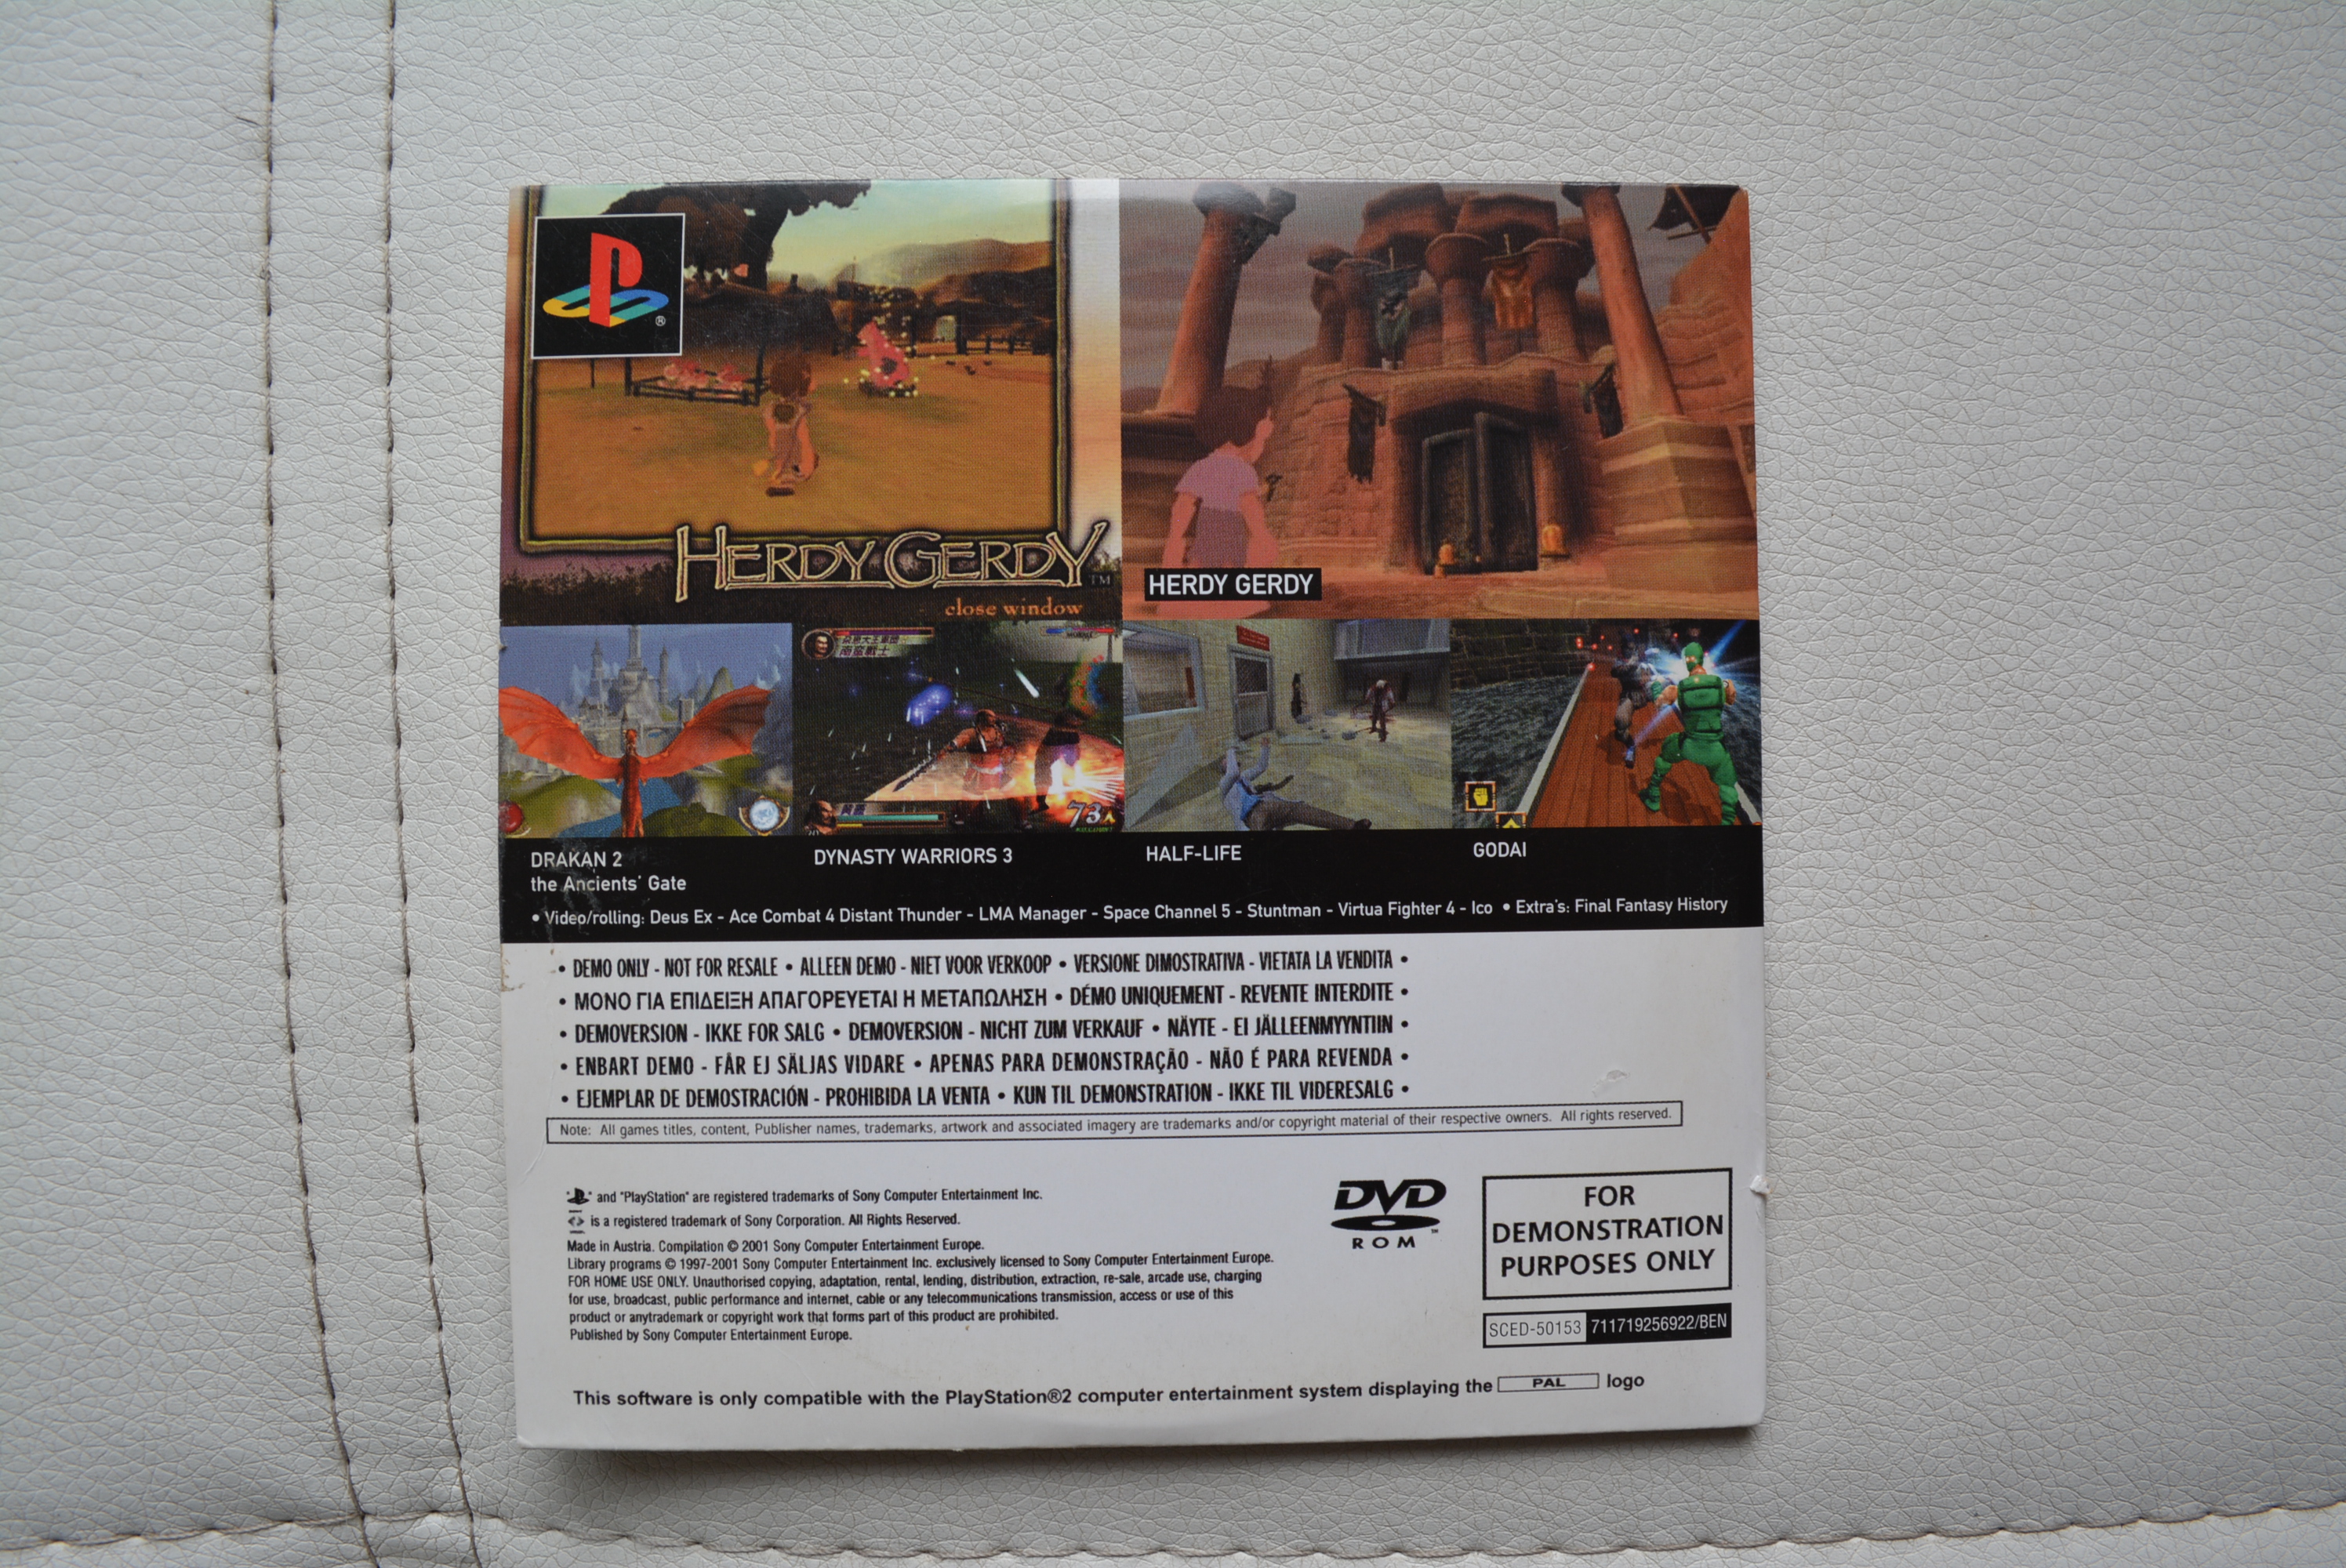 HERDY GERDY™
close window
HERDY GERDY
73
DRAKAN 2
the Ancients' Gate
DYNASTY WARRIORS 3
HALF-LIFE
GODAI
• Video/rolling: Deus Ex - Ace Combat 4 Distant Thunder - LMA Manager - Space Channel 5 - Stuntman - Virtua Fighter 4 - Ico • Extra's: Final Fantasy History
• DEMO ONLY - NOT FOR RESALE • ALLEEN DEMO - NIET VOOR VERKOOP • VERSIONE DIMOSTRATIVA - VIETATA LA VENDITA •
• ΜΟΝΟ ΓΙΑ ΕΠΙΔΕΙΞΗ ΑΠΑΓΟΡΕΥΕΤΑΙ Η ΜΕΤΑΠΩΛΗΣΗ • DÉMO UNIQUEMENT - REVENTE INTERDITE •
• DEMOVERSION - IKKE FOR SALG • DEMOVERSION - NICHT ZUM VERKAUF • NÄYTE - EI JÄLLEENMYYNTIIN •
• ENBART DEMO - FÅR EJ SÄLJAS VIDARE • APENAS PARA DEMONSTRAÇÃO - NÃO É PARA REVENDA •
• EJEMPLAR DE DEMOSTRACIÓN - PROHIBIDA LA VENTA • KUN TIL DEMONSTRATION - IKKE TIL VIDERESALG •
Note: All games titles, content, Publisher names, trademarks, artwork and associated imagery are trademarks and/or copyright material of their respective owners. All rights reserved.
and "PlayStation" are registered trademarks of Sony Computer Entertainment Inc.
is a registered trademark of Sony Corporation. All Rights Reserved.
Made in Austria. Compilation © 2001 Sony Computer Entertainment Europe.
Library programs © 1997-2001 Sony Computer Entertainment Inc. exclusively licensed to Sony Computer Entertainment Europe.
FOR HOME USE ONLY. Unauthorised copying, adaptation, rental, lending, distribution, extraction, re-sale, arcade use, charging
for use, broadcast, public performance and internet, cable or any telecommunications transmission, access or use of this
product or anytrademark or copyright work that forms part of this product are prohibited.
Published by Sony Computer Entertainment Europe.
DVD™
ROM
FOR
DEMONSTRATION
PURPOSES ONLY
SCED-50153 711719256922/BEN
This software is only compatible with the PlayStation®2 computer entertainment system displaying the PAL logo